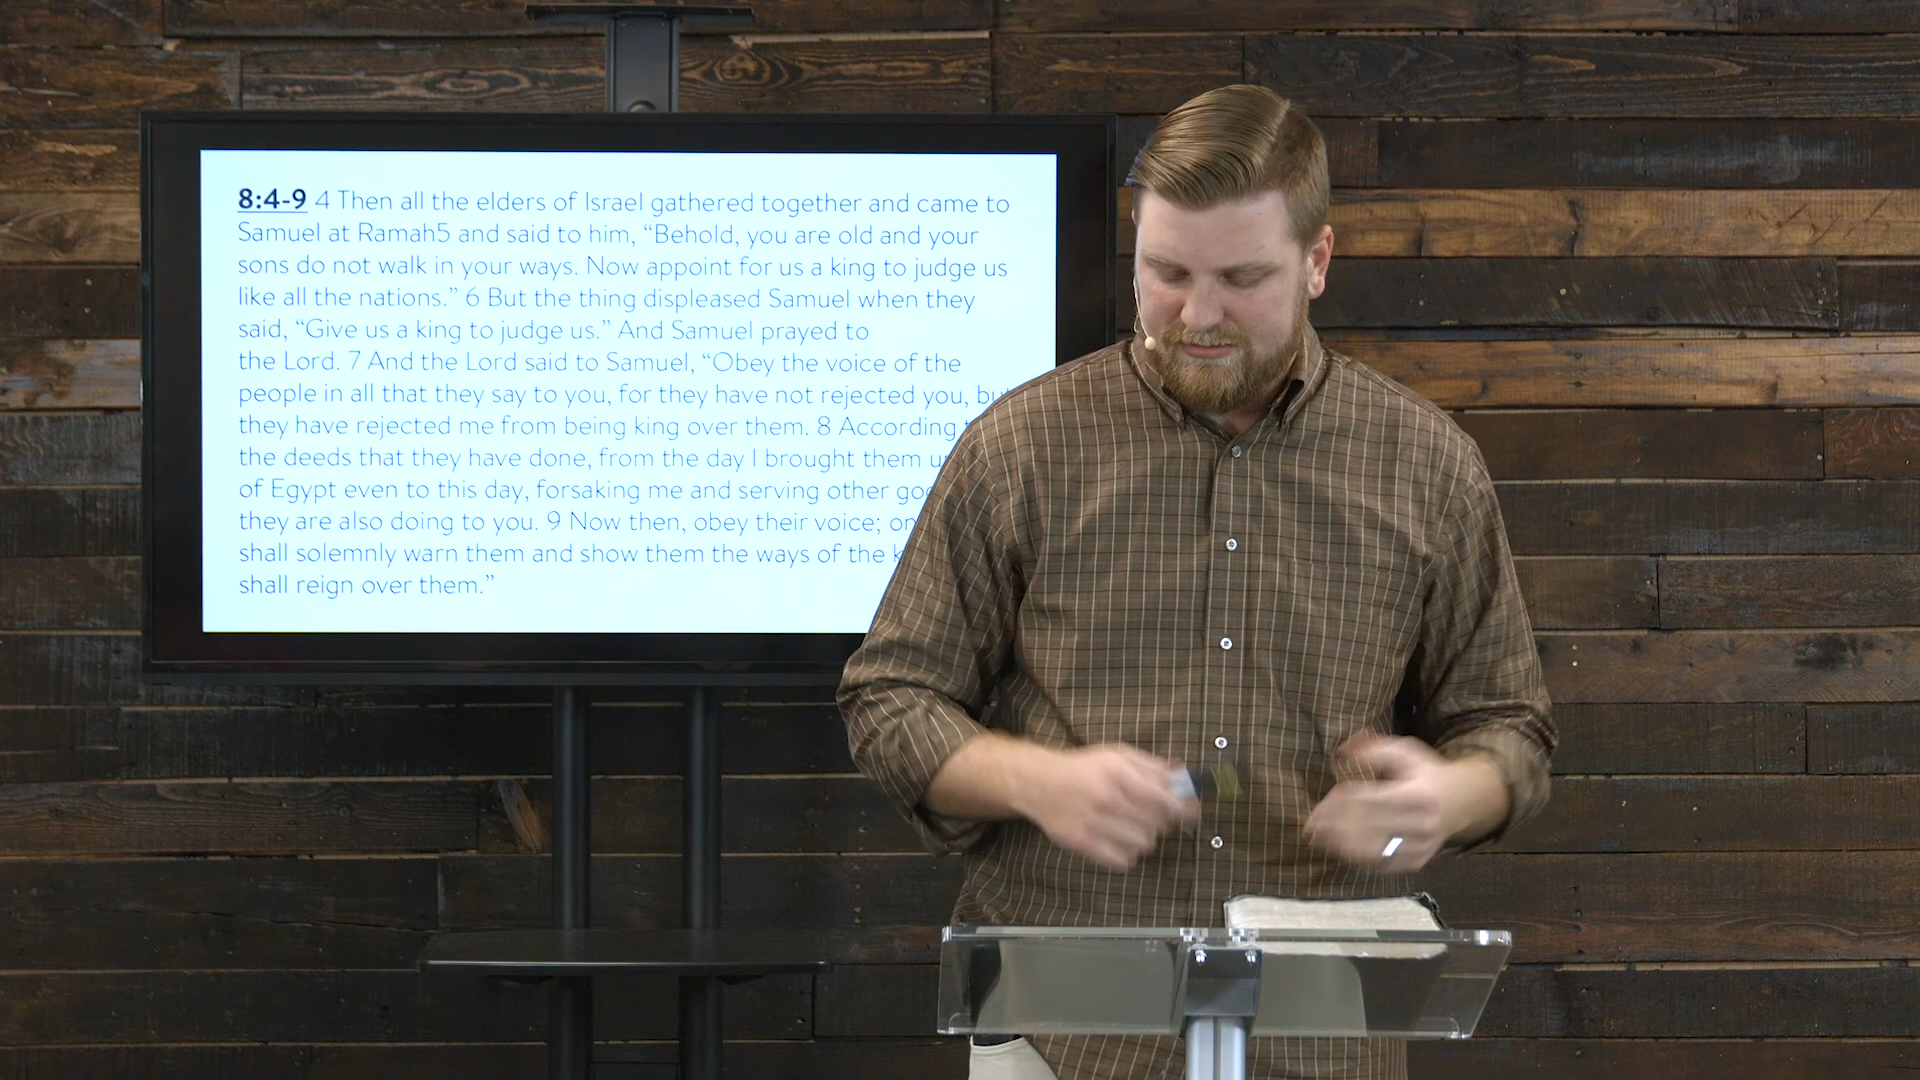 8:4-9 4 Then all the elders of Israel gathered together and came to
Samuel at Ramah5 and said to him, “Behold, you are old and your
sons do not walk in your ways. Now appoint for us a king to judge us
like all the nations.” 6 But the thing displeased Samuel when they
said, “Give us a king to judge us.” And Samuel prayed to
the Lord. 7 And the Lord said to Samuel, “Obey the voice of the
people in all that they say to you, for they have not rejected you,
they have rejected me from being king over them. 8 According
the deeds that they have done, from the day I brought them
of Egypt even to this day, forsaking me and serving other
they are also doing to you. 9 Now then, obey their voice;
shall solemnly warn them and show them the ways of the
shall reign over them.”